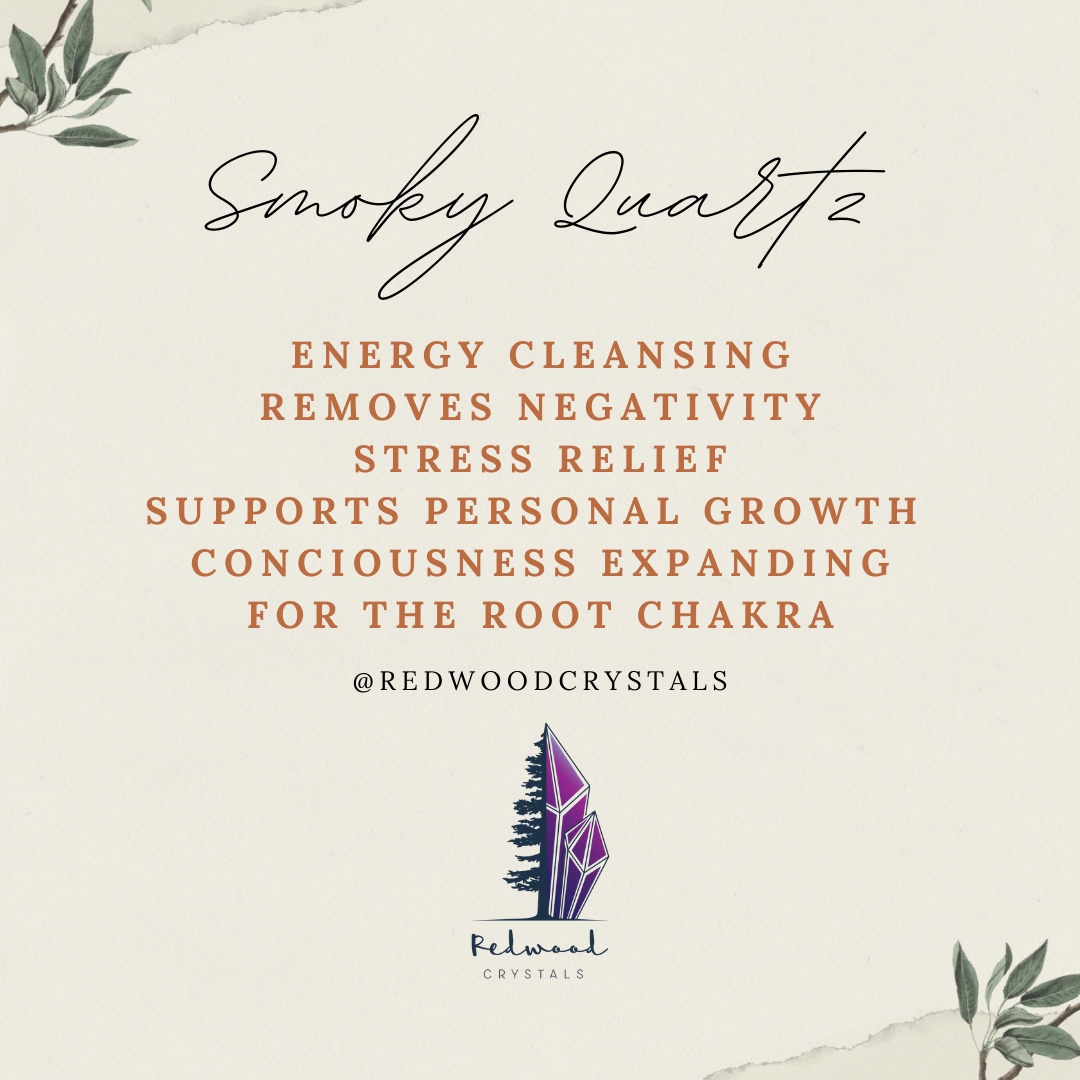 Smoky Quartz
ENERGY CLEANSING
REMOVES NEGATIVITY
STRESS RELIEF
SUPPORTS PERSONAL GROWTH
CONCIOUSNESS EXPANDING
FOR THE ROOT CHAKRA
@REDWOODCRYSTALS
Redwood
CRYSTALS